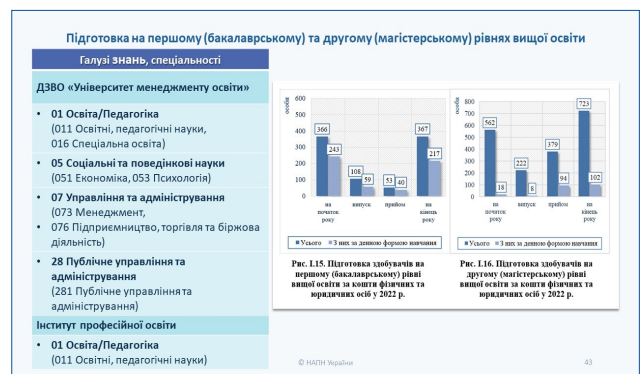 Підготовка на першому (бакалаврському) та другому (магістерському) рівнях вищої освіти
Галузі знань, спеціальності
ДЗВО «Університет менеджменту освіти»
• 01 Освіта/Педагогіка
(011 Освітні, педагогічні науки,
016 Спеціальна освіта)
• 05 Соціальні та поведінкові науки
(051 Економіка, 053 Психологія)
• 07 Управління та адміністрування
(073 Менеджмент,
• 076 Підприємництво, торгівля та біржова
діяльність)
• 28 Публічне управління та
адміністрування
(281 Публічне управління та
адміністрування)
Інститут професійної освіти
• 01 Освіта/Педагогіка
(011 Освітні, педагогічні науки)
особи
600
500
400
300
200
100
0
366
243
108
59
53
40
367
217
на початок року
випуск
прийом
на кінець року
Усього
З них за денною формою навчання
Рис. І.15. Підготовка здобувачів на
першому (бакалаврському) рівні
вищої освіти за кошти фізичних та
юридичних осіб у 2022 р.
особи
800
700
600
500
400
300
200
100
0
562
18
222
8
379
94
723
102
на початок року
випуск
прийом
на кінець року
Усього
З них за денною формою навчання
Рис. І.16. Підготовка здобувачів на
другому (магістерському) рівні
вищої освіти за кошти фізичних та
юридичних осіб у 2022 р.
© НАПН України
43